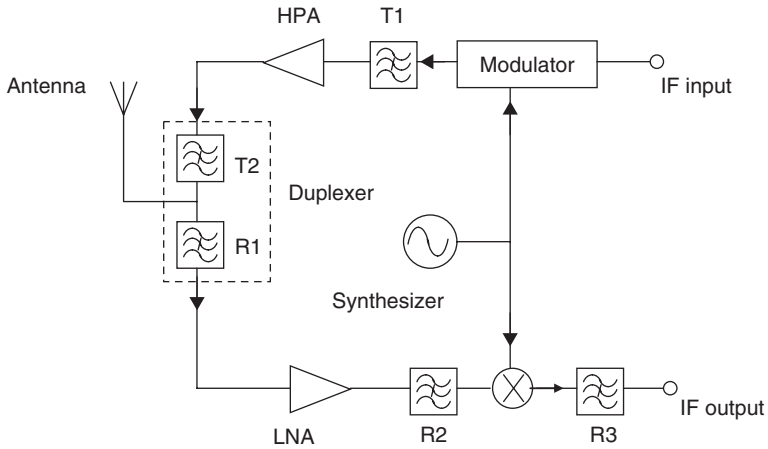 HPA
T1
Modulator
IF input
Antenna
T2
Duplexer
R1
Synthesizer
LNA
R2
R3
IF output